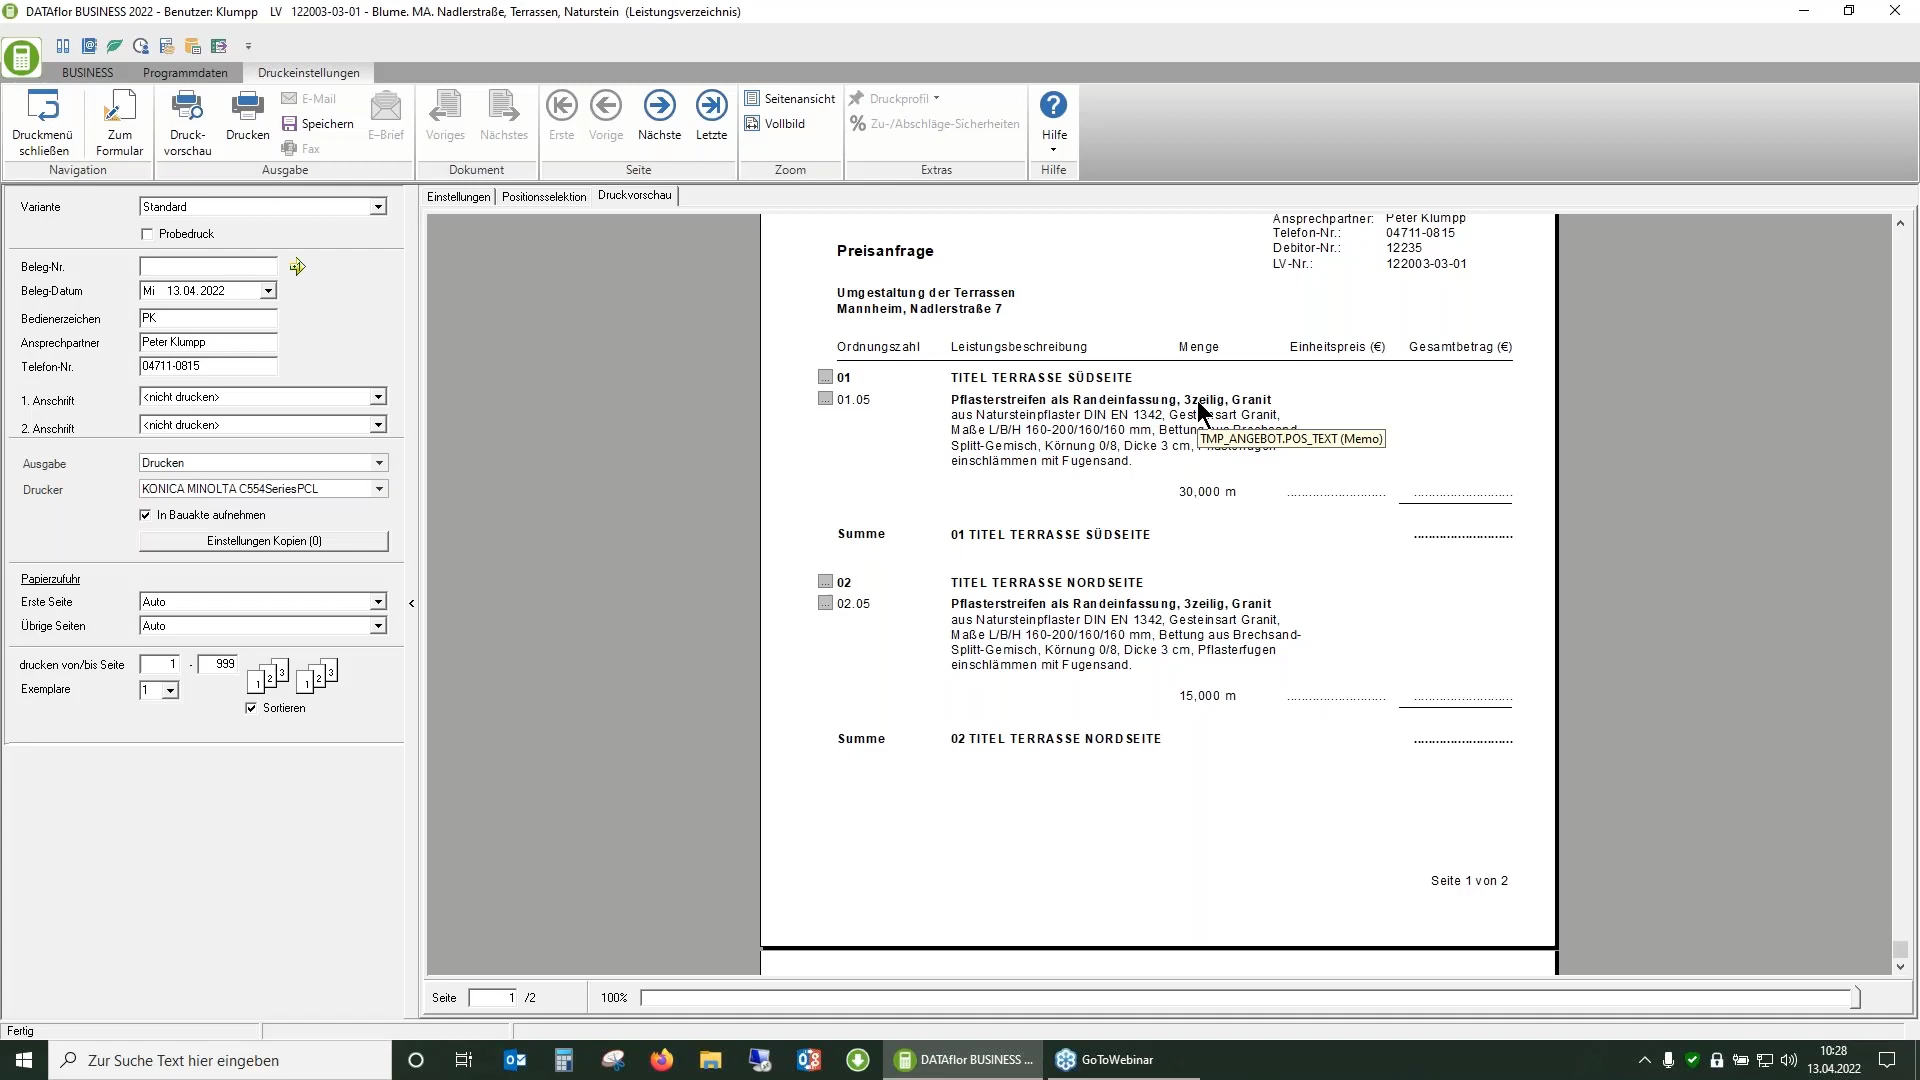 DATAflor BUSINESS 2022 - Benutzer: Klumpp    LV   122003-03-01 - Blume. MA. Nadlerstraße, Terrassen, Naturstein  (Leistungsverzeichnis)
BUSINESS
Programmdaten
Druckeinstellungen
Druckmenü schließen
Zum Formular
Druck-vorschau
Drucken
E-Mail
Speichern
Fax
E-Brief
Voriges
Nächstes
Erste
Vorige
Nächste
Letzte
Seitenansicht
Vollbild
Druckprofil
Zu-/Abschläge-Sicherheiten
Hilfe
Navigation
Ausgabe
Dokument
Seite
Zoom
Extras
Hilfe
Variante Standard
Probedruck
Beleg-Nr.
Beleg-Datum Mi 13.04.2022
Bedienerzeichen PK
Ansprechpartner Peter Klumpp
Telefon-Nr. 04711-0815
1. Anschrift <nicht drucken>
2. Anschrift <nicht drucken>
Ausgabe Drucken
Drucker KONICA MINOLTA C554SeriesPCL
In Bauakte aufnehmen
Einstellungen Kopien (0)
Papierzufuhr
Erste Seite Auto
Übrige Seiten Auto
drucken von/bis Seite 1 - 999
1 2 3 1 2 3
Exemplare 1
Sortieren
<
Einstellungen
Positionsselektion
Druckvorschau
Ansprechpartner: Peter Klumpp
Telefon-Nr.: 04711-0815
Debitor-Nr.: 12235
LV-Nr.: 122003-03-01
Preisanfrage
Umgestaltung der Terrassen
Mannheim, Nadlerstraße 7
Ordnungszahl Leistungsbeschreibung Menge Einheitspreis (€) Gesamtbetrag (€)
... 01 TITEL TERRASSE SÜDSEITE
... 01.05 Pflasterstreifen als Randeinfassung, 3zeilig, Granit
aus Natursteinpflaster DIN EN 1342, Gesteinsart Granit,
Maße L/B/H 160-200/160/160 mm, Bettung aus Brechsand-
TMP_ANGEBOT.POS_TEXT (Memo)
Splitt-Gemisch, Körnung 0/8, Dicke 3 cm, Pflasterfugen
einschlämmen mit Fugensand.
30,000 m ........................... ...........................
Summe 01 TITEL TERRASSE SÜDSEITE ...........................
... 02 TITEL TERRASSE NORDSEITE
... 02.05 Pflasterstreifen als Randeinfassung, 3zeilig, Granit
aus Natursteinpflaster DIN EN 1342, Gesteinsart Granit,
Maße L/B/H 160-200/160/160 mm, Bettung aus Brechsand-
Splitt-Gemisch, Körnung 0/8, Dicke 3 cm, Pflasterfugen
einschlämmen mit Fugensand.
15,000 m ........................... ...........................
Summe 02 TITEL TERRASSE NORDSEITE ...........................
Seite 1 von 2
Seite 1 /2 100%
Fertig
Zur Suche Text hier eingeben
DATAflor BUSINESS ...
GoToWebinar
10:28
13.04.2022